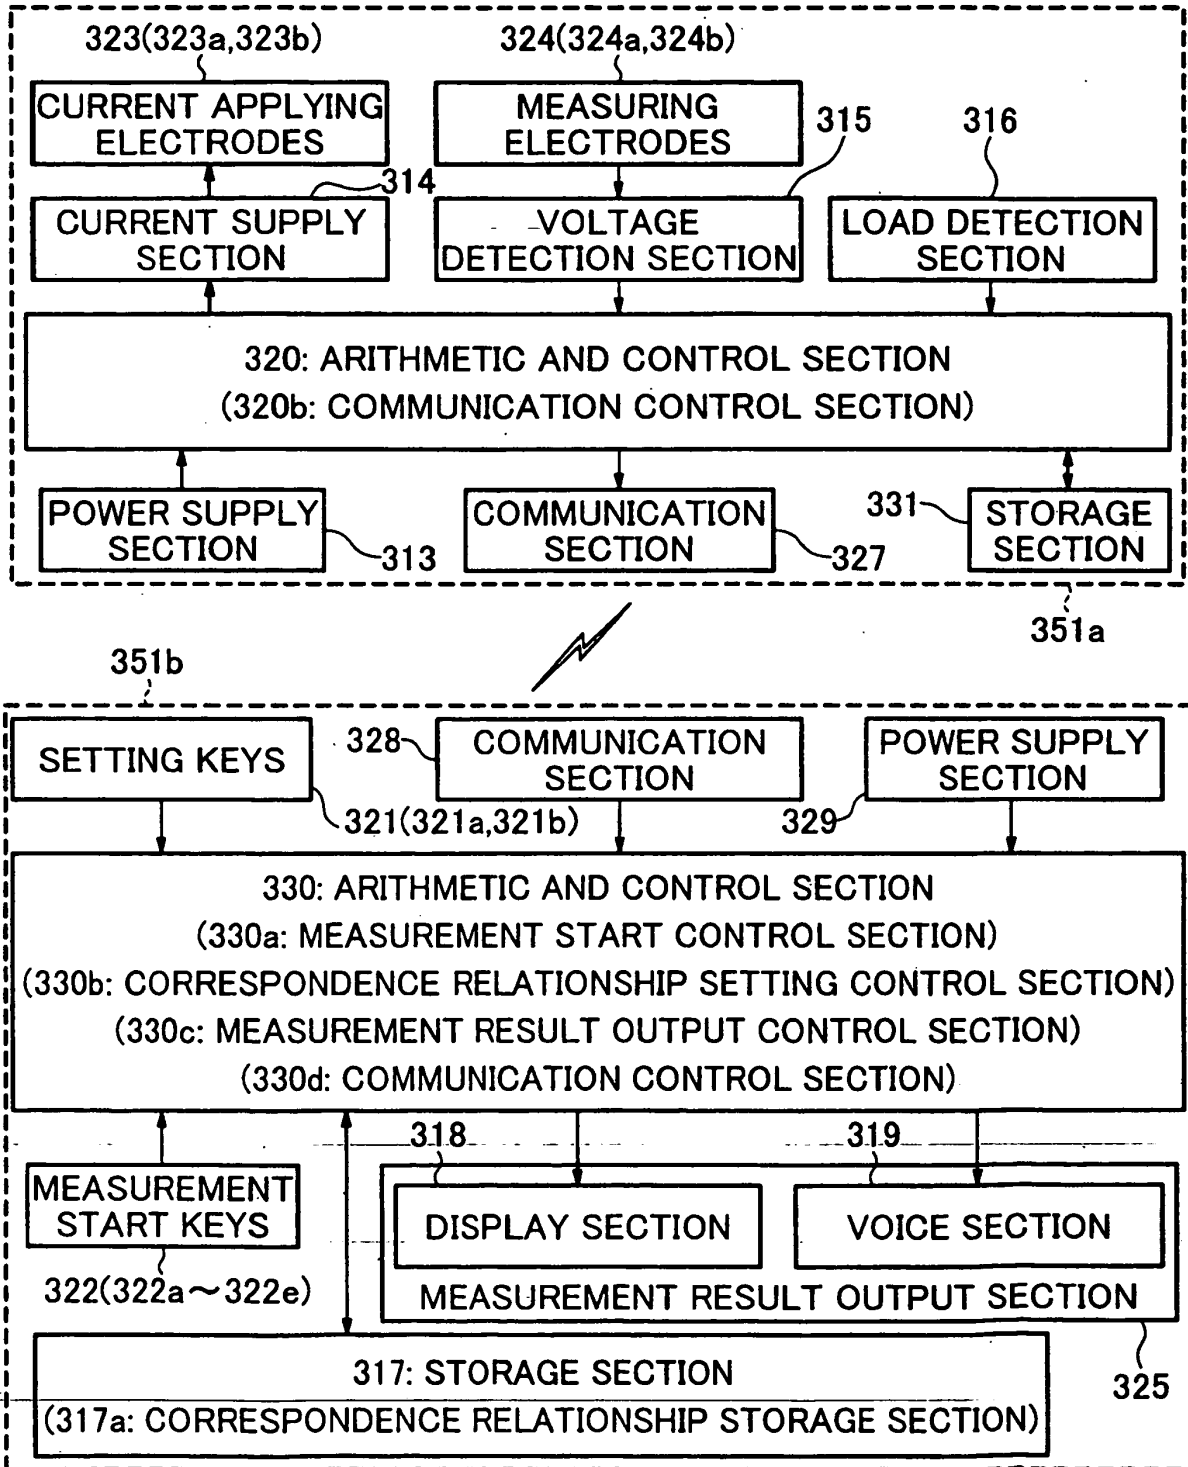 323(323a,323b)
324(324a,324b)
CURRENT APPLYING
ELECTRODES
MEASURING
ELECTRODES
315
316
314
CURRENT SUPPLY
SECTION
VOLTAGE
DETECTION SECTION
LOAD DETECTION
SECTION
320: ARITHMETIC AND CONTROL SECTION
(320b: COMMUNICATION CONTROL SECTION)
POWER SUPPLY
SECTION
313
COMMUNICATION
SECTION
327
331
STORAGE
SECTION
351a
351b
SETTING KEYS
321(321a,321b)
328
COMMUNICATION
SECTION
POWER SUPPLY
SECTION
329
330: ARITHMETIC AND CONTROL SECTION
(330a: MEASUREMENT START CONTROL SECTION)
(330b: CORRESPONDENCE RELATIONSHIP SETTING CONTROL SECTION)
(330c: MEASUREMENT RESULT OUTPUT CONTROL SECTION)
(330d: COMMUNICATION CONTROL SECTION)
318
319
MEASUREMENT
START KEYS
322(322a～322e)
DISPLAY SECTION
VOICE SECTION
MEASUREMENT RESULT OUTPUT SECTION
325
317: STORAGE SECTION
(317a: CORRESPONDENCE RELATIONSHIP STORAGE SECTION)